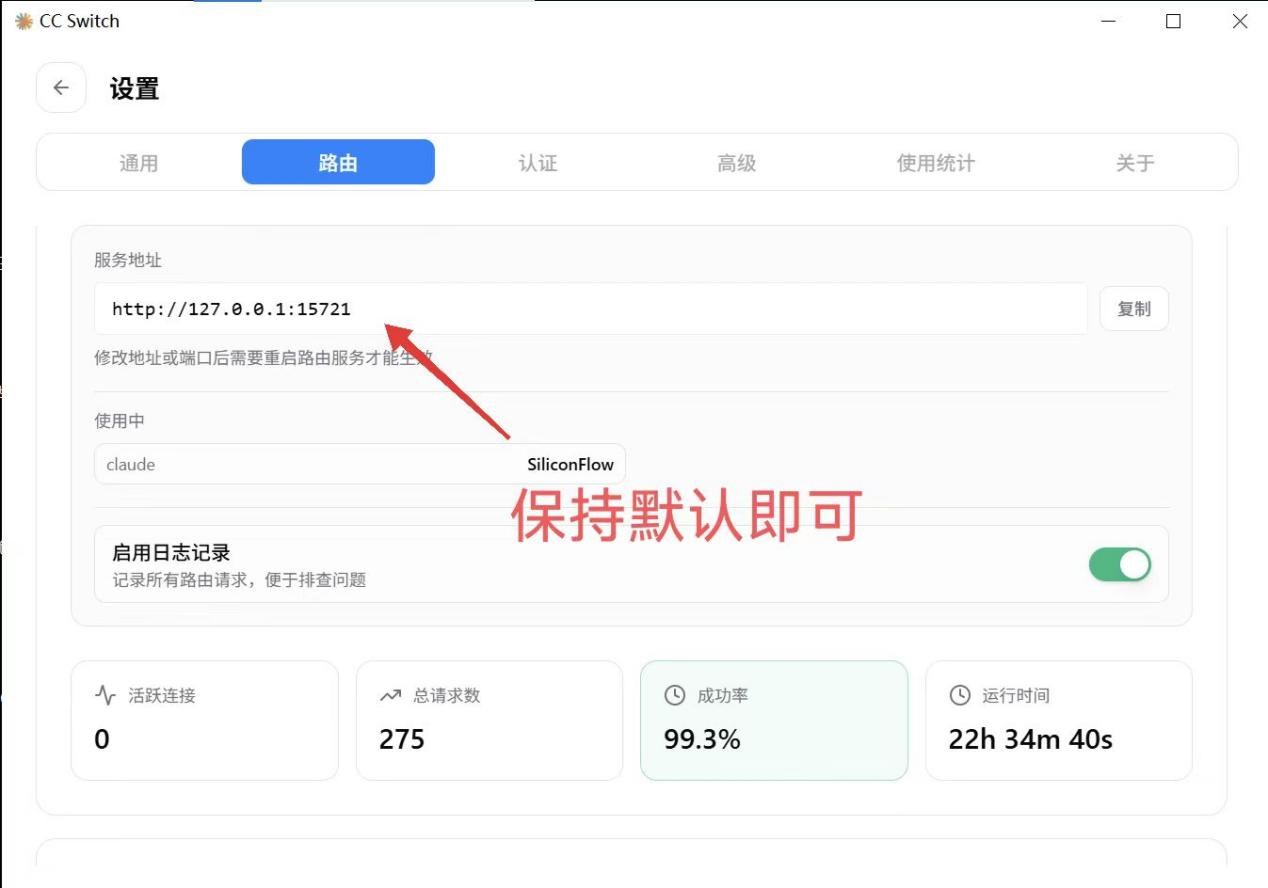 CC Switch
设置
通用 路由 认证 高级 使用统计 关于
服务地址
http://127.0.0.1:15721 复制
修改地址或端口后需要重启路由服务才能生效
使用中
claude SiliconFlow
保持默认即可
启用日志记录
记录所有路由请求，便于排查问题
活跃连接 总请求数 成功率 运行时间
0 275 99.3% 22h 34m 40s